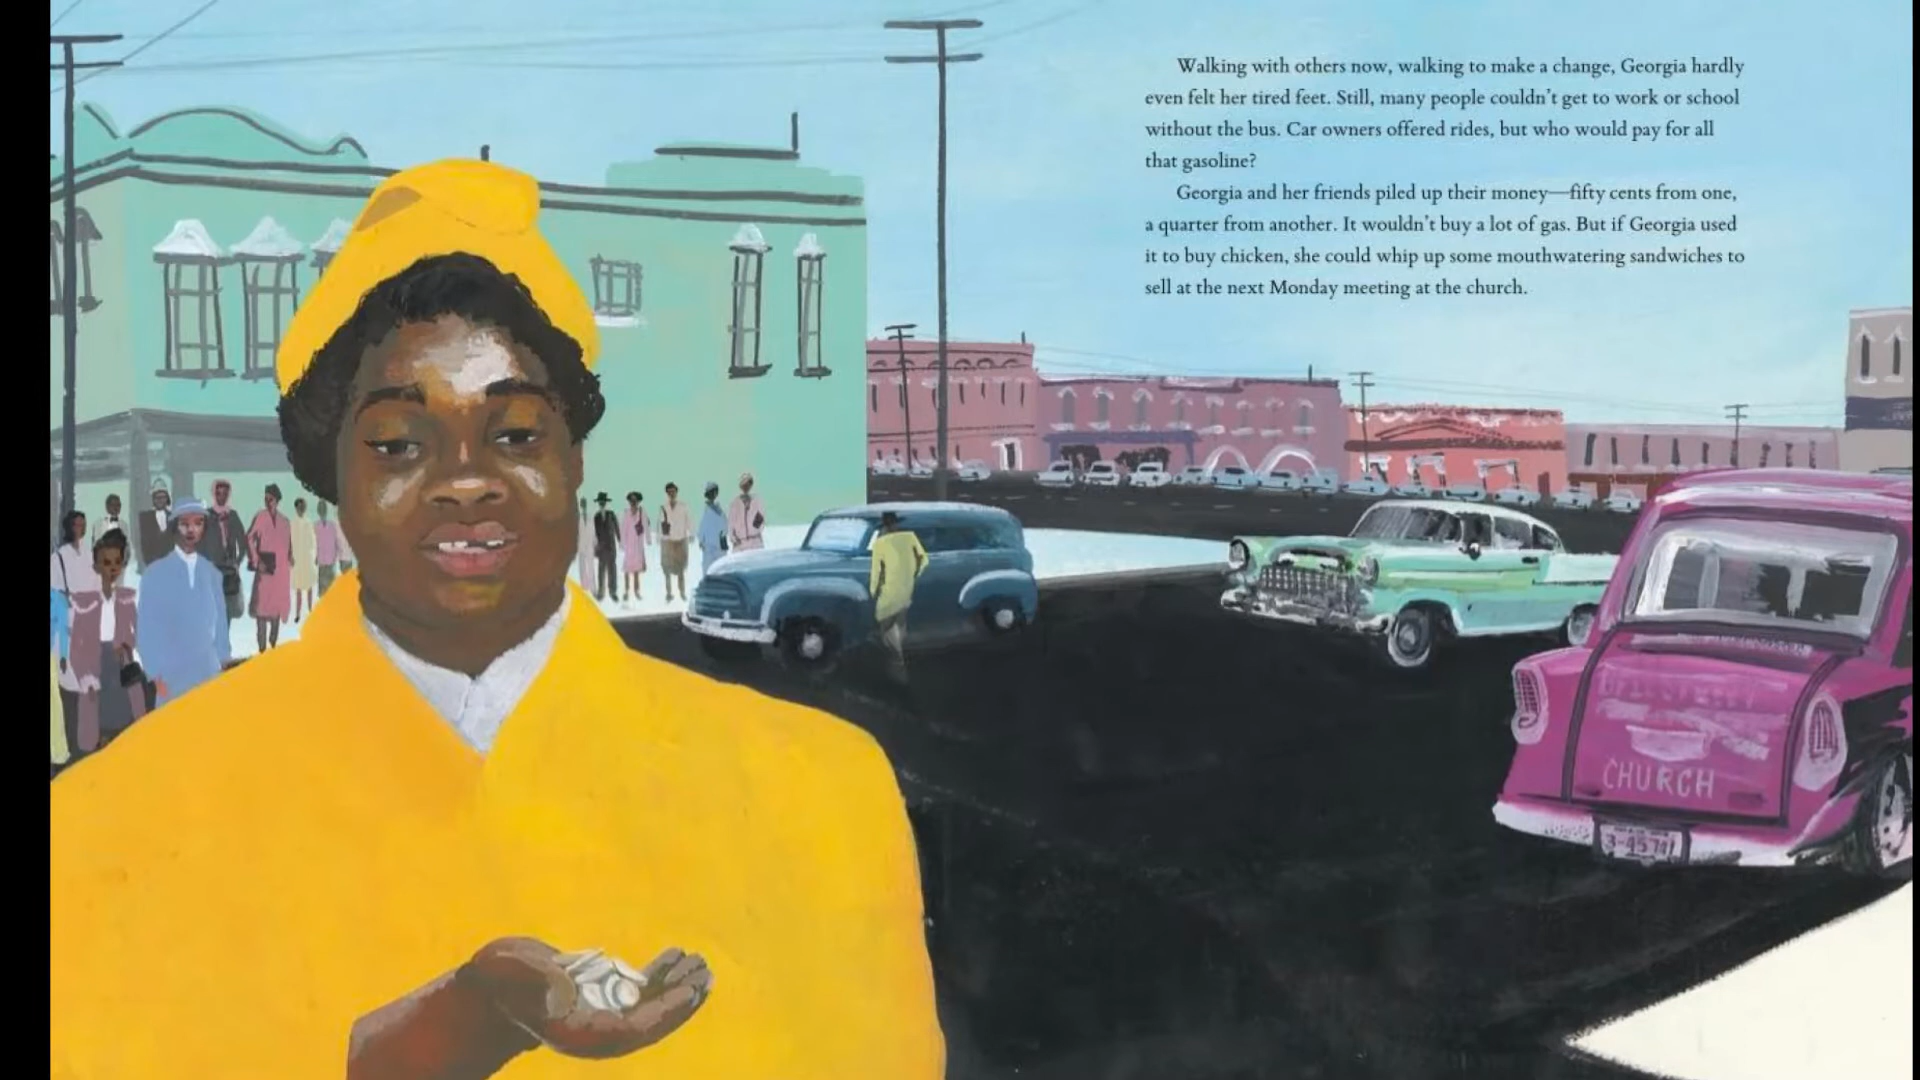 Walking with others now, walking to make a change, Georgia hardly
even felt her tired feet. Still, many people couldn't get to work or school
without the bus. Car owners offered rides, but who would pay for all
that gasoline?
Georgia and her friends piled up their money—fifty cents from one,
a quarter from another. It wouldn't buy a lot of gas. But if Georgia used
it to buy chicken, she could whip up some mouthwatering sandwiches to
sell at the next Monday meeting at the church.
CHURCH
3-4574